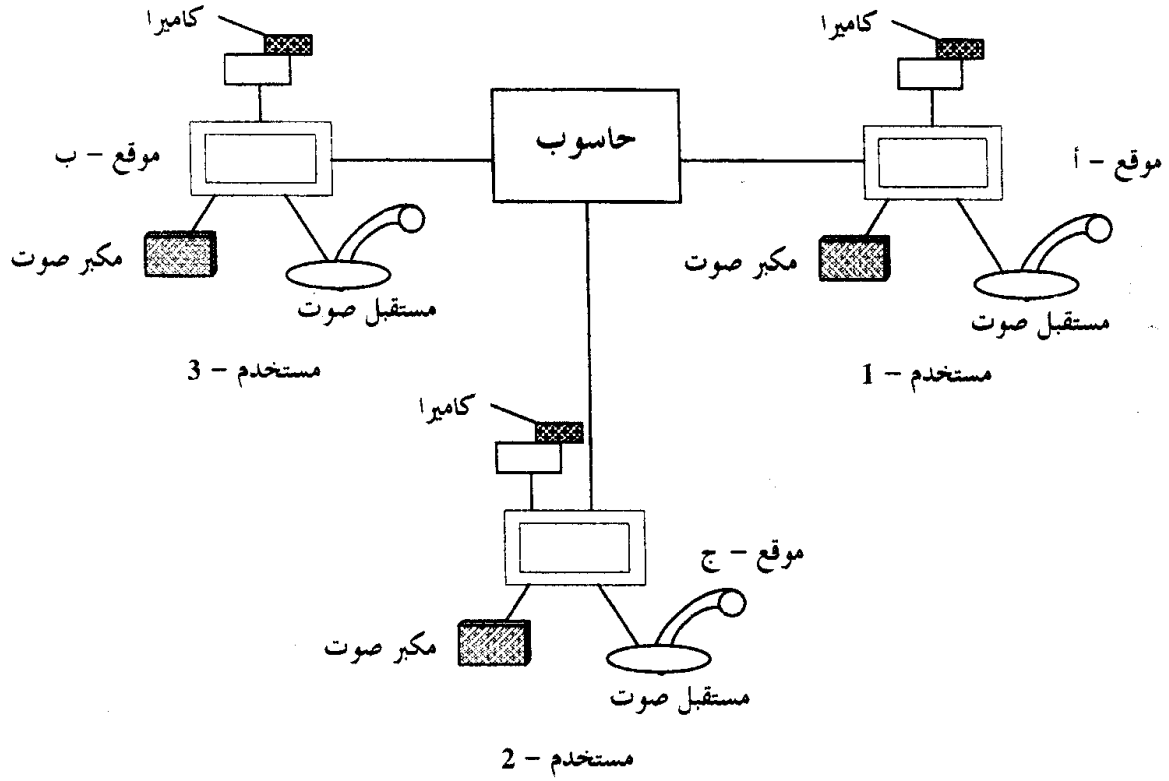 كاميرا
كاميرا
حاسوب
موقع - أ
موقع - ب
مكبر صوت
مكبر صوت
مستقبل صوت
مستقبل صوت
مستخدم - 1
مستخدم - 3
كاميرا
موقع - ج
مكبر صوت
مستقبل صوت
مستخدم - 2